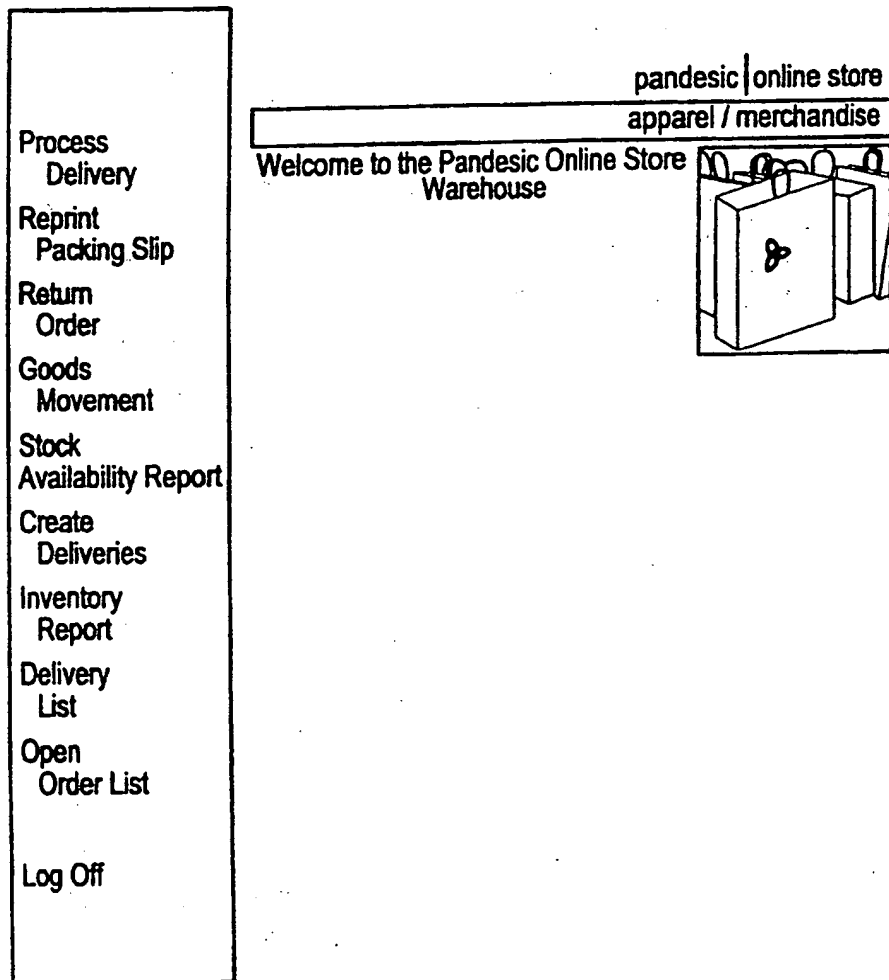 pandesic | online store
apparel / merchandise
Welcome to the Pandesic Online Store
Warehouse
Process
Delivery
Reprint
Packing Slip
Return
Order
Goods
Movement
Stock
Availability Report
Create
Deliveries
Inventory
Report
Delivery
List
Open
Order List
Log Off